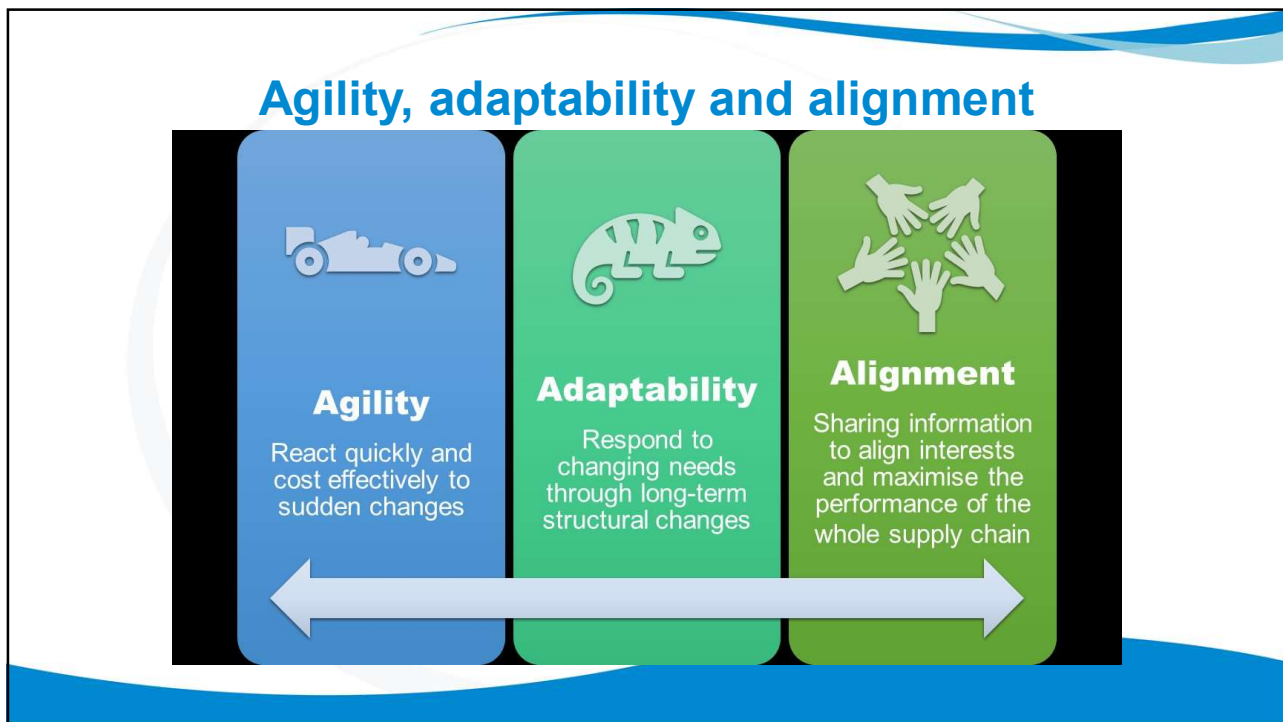 Agility, adaptability and alignment
Agility
React quickly and
cost effectively to
sudden changes
Adaptability
Respond to
changing needs
through long-term
structural changes
Alignment
Sharing information
to align interests
and maximise the
performance of the
whole supply chain